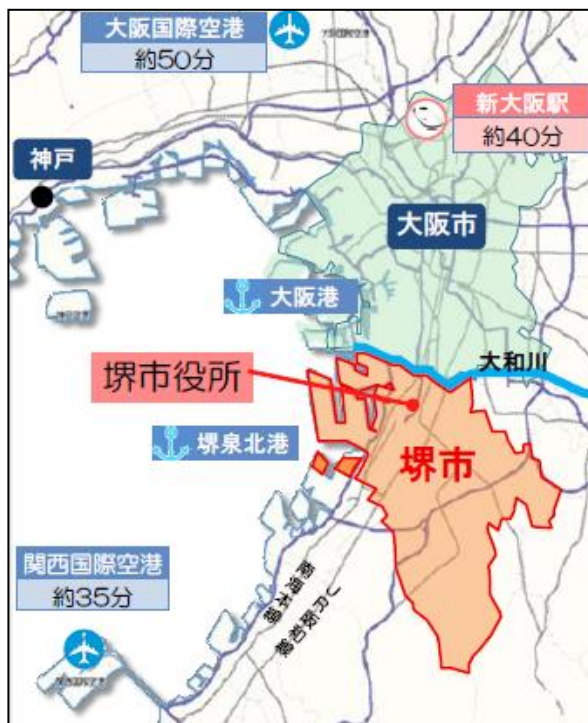 大阪国際空港
約50分
新大阪駅
約40分
神戸
大阪市
大阪港
大和川
堺市役所
堺泉北港
堺市
関西国際空港
約35分
南海本線
JR阪和線